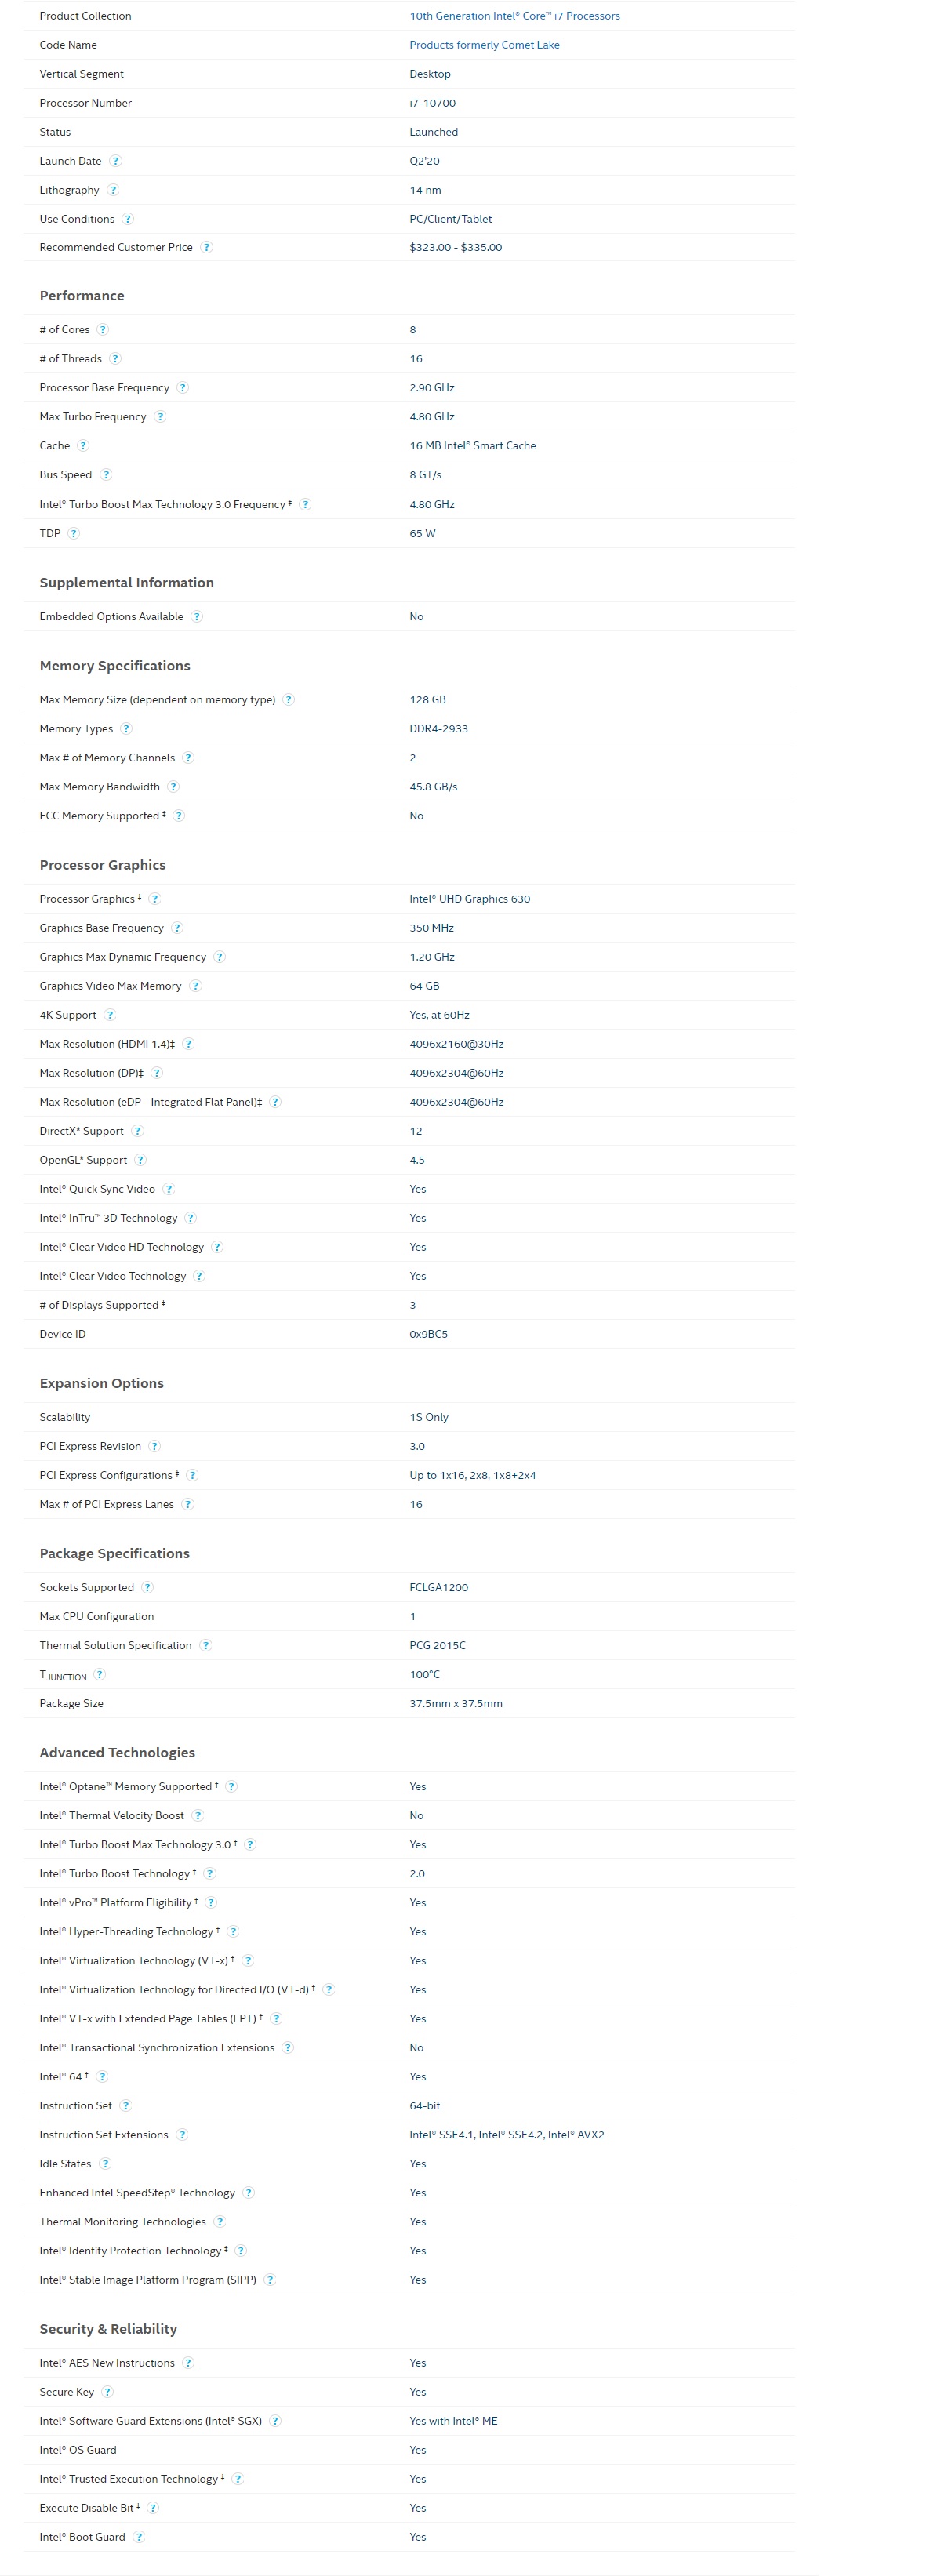 Product Collection 10th Generation Intel® Core™ i7 Processors
Code Name Products formerly Comet Lake
Vertical Segment Desktop
Processor Number i7-10700
Status Launched
Launch Date ? Q2'20
Lithography ? 14 nm
Use Conditions ? PC/Client/Tablet
Recommended Customer Price ? $323.00 - $335.00
Performance
# of Cores ? 8
# of Threads ? 16
Processor Base Frequency ? 2.90 GHz
Max Turbo Frequency ? 4.80 GHz
Cache ? 16 MB Intel® Smart Cache
Bus Speed ? 8 GT/s
Intel® Turbo Boost Max Technology 3.0 Frequency ‡ ? 4.80 GHz
TDP ? 65 W
Supplemental Information
Embedded Options Available ? No
Memory Specifications
Max Memory Size (dependent on memory type) ? 128 GB
Memory Types ? DDR4-2933
Max # of Memory Channels ? 2
Max Memory Bandwidth ? 45.8 GB/s
ECC Memory Supported ‡ ? No
Processor Graphics
Processor Graphics ‡ ? Intel® UHD Graphics 630
Graphics Base Frequency ? 350 MHz
Graphics Max Dynamic Frequency ? 1.20 GHz
Graphics Video Max Memory ? 64 GB
4K Support ? Yes, at 60Hz
Max Resolution (HDMI 1.4)‡ ? 4096x2160@30Hz
Max Resolution (DP)‡ ? 4096x2304@60Hz
Max Resolution (eDP - Integrated Flat Panel)‡ ? 4096x2304@60Hz
DirectX* Support ? 12
OpenGL* Support ? 4.5
Intel® Quick Sync Video ? Yes
Intel® InTru™ 3D Technology ? Yes
Intel® Clear Video HD Technology ? Yes
Intel® Clear Video Technology ? Yes
# of Displays Supported ‡ 3
Device ID 0x9BC5
Expansion Options
Scalability 1S Only
PCI Express Revision ? 3.0
PCI Express Configurations ‡ ? Up to 1x16, 2x8, 1x8+2x4
Max # of PCI Express Lanes ? 16
Package Specifications
Sockets Supported ? FCLGA1200
Max CPU Configuration 1
Thermal Solution Specification ? PCG 2015C
TJUNCTION ? 100°C
Package Size 37.5mm x 37.5mm
Advanced Technologies
Intel® Optane™ Memory Supported ‡ ? Yes
Intel® Thermal Velocity Boost ? No
Intel® Turbo Boost Max Technology 3.0 ‡ ? Yes
Intel® Turbo Boost Technology ‡ ? 2.0
Intel® vPro™ Platform Eligibility ‡ ? Yes
Intel® Hyper-Threading Technology ‡ ? Yes
Intel® Virtualization Technology (VT-x) ‡ ? Yes
Intel® Virtualization Technology for Directed I/O (VT-d) ‡ ? Yes
Intel® VT-x with Extended Page Tables (EPT) ‡ ? Yes
Intel® Transactional Synchronization Extensions ? No
Intel® 64 ‡ ? Yes
Instruction Set ? 64-bit
Instruction Set Extensions ? Intel® SSE4.1, Intel® SSE4.2, Intel® AVX2
Idle States ? Yes
Enhanced Intel SpeedStep® Technology ? Yes
Thermal Monitoring Technologies ? Yes
Intel® Identity Protection Technology ‡ ? Yes
Intel® Stable Image Platform Program (SIPP) ? Yes
Security & Reliability
Intel® AES New Instructions ? Yes
Secure Key ? Yes
Intel® Software Guard Extensions (Intel® SGX) ? Yes with Intel® ME
Intel® OS Guard Yes
Intel® Trusted Execution Technology ‡ ? Yes
Execute Disable Bit ‡ ? Yes
Intel® Boot Guard ? Yes